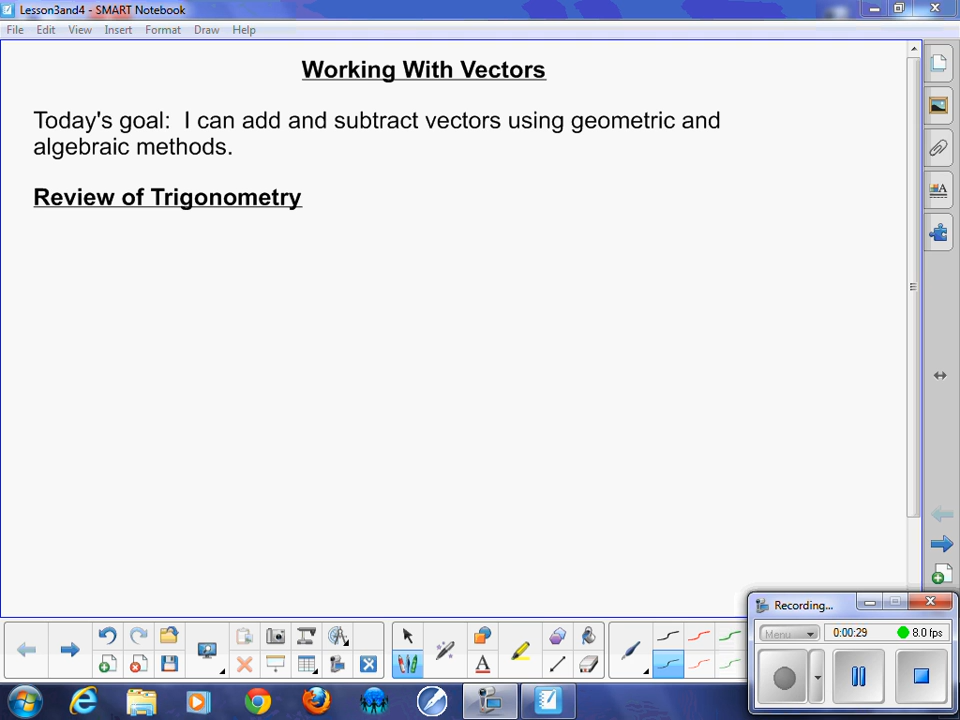 Lesson3and4 - SMART Notebook
File Edit View Insert Format Draw Help
Working With Vectors
Today's goal:  I can add and subtract vectors using geometric and
algebraic methods.
Review of Trigonometry
Recording...
Menu 0:00:29 8.0 fps